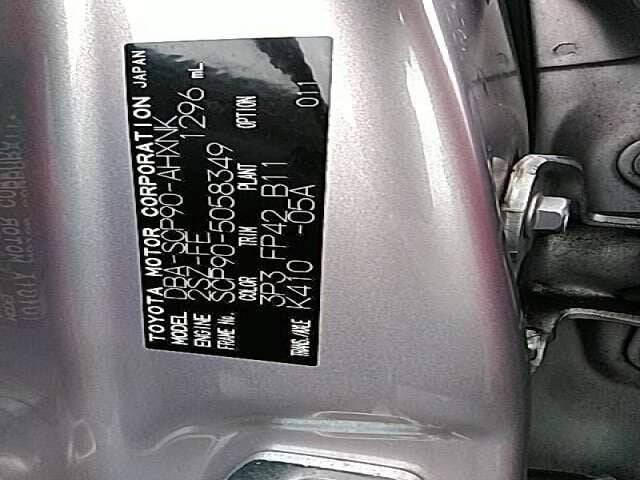 TOYOTA MOTOR CORPORATION JAPAN
MODEL DBA-SCP90-AHXNK
ENGINE 2SZ-FE 1296 mL
FRAME No. SCP90-5058349
COLOR TRIM PLANT OPTION
3P3 FP42 B11 011
TRANS./AXLE K410 -05A